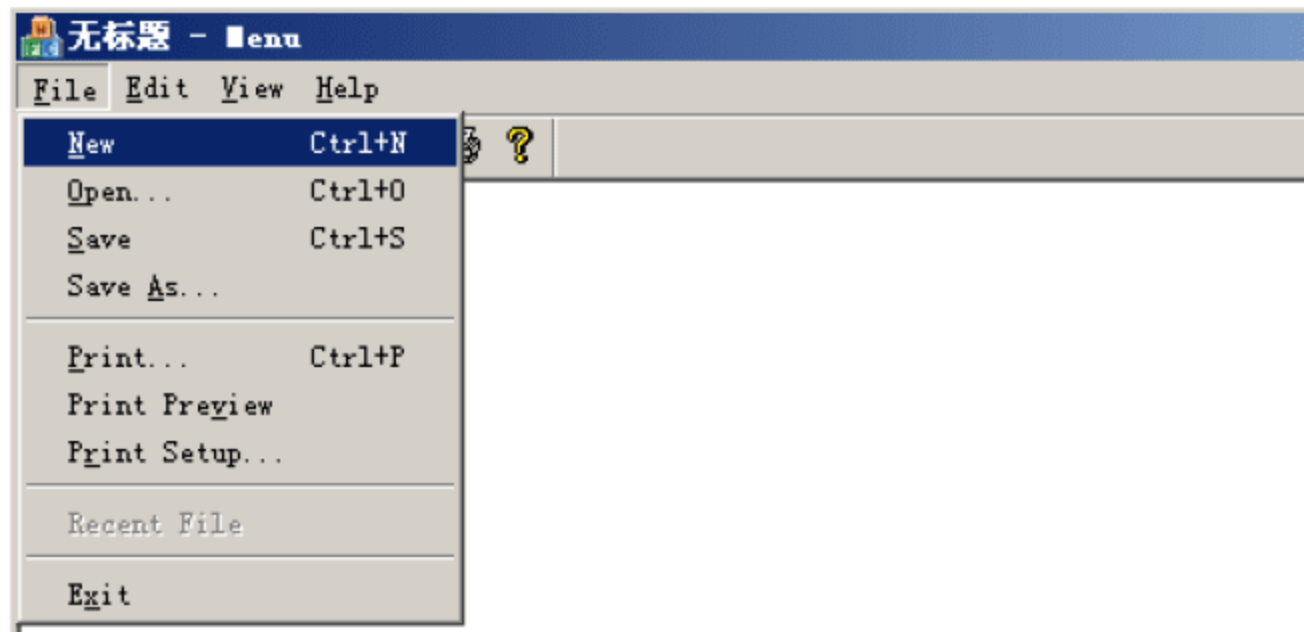 无标题 - Menu
File Edit View Help
New Ctrl+N
Open... Ctrl+O
Save Ctrl+S
Save As...
Print... Ctrl+P
Print Preview
Print Setup...
Recent File
Exit